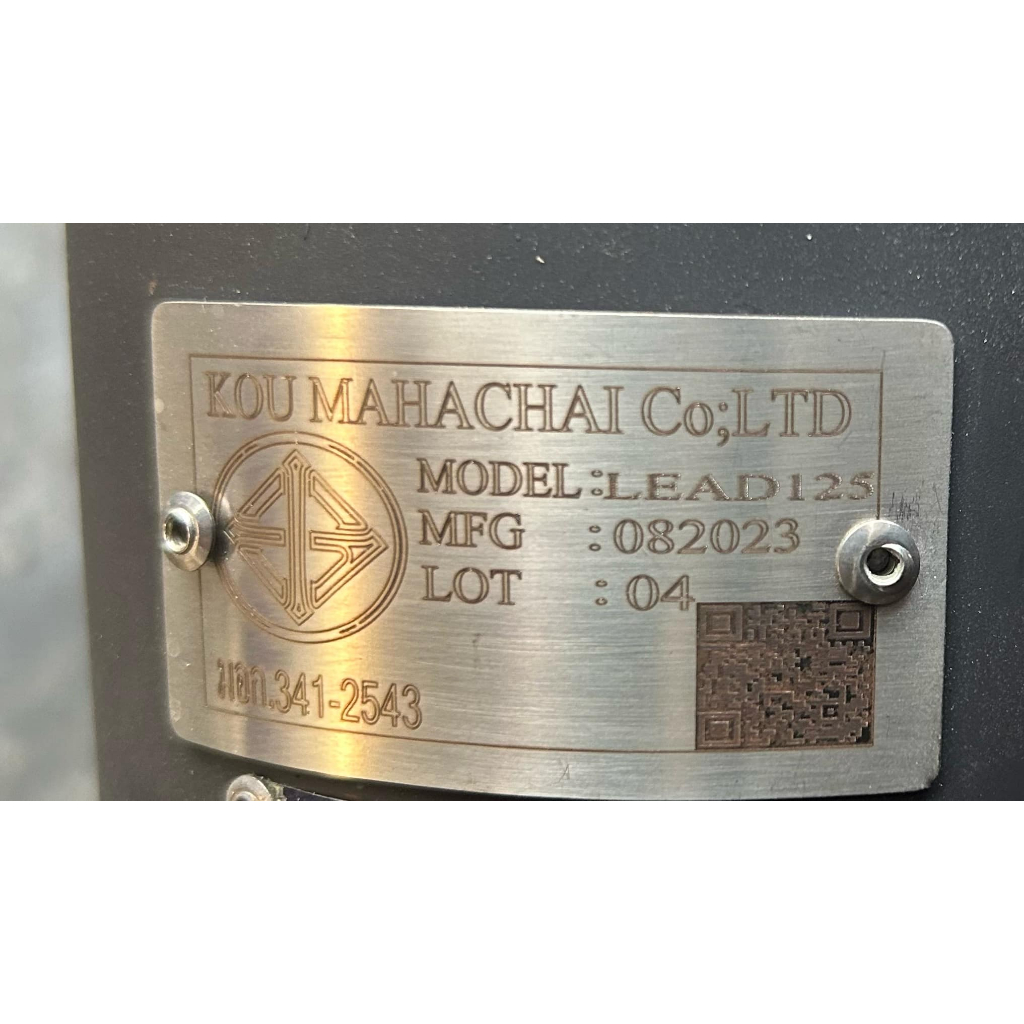 KOU MAHACHAI Co;LTD
MODEL :LEAD125
MFG :082023
LOT :04
มอก.341-2543